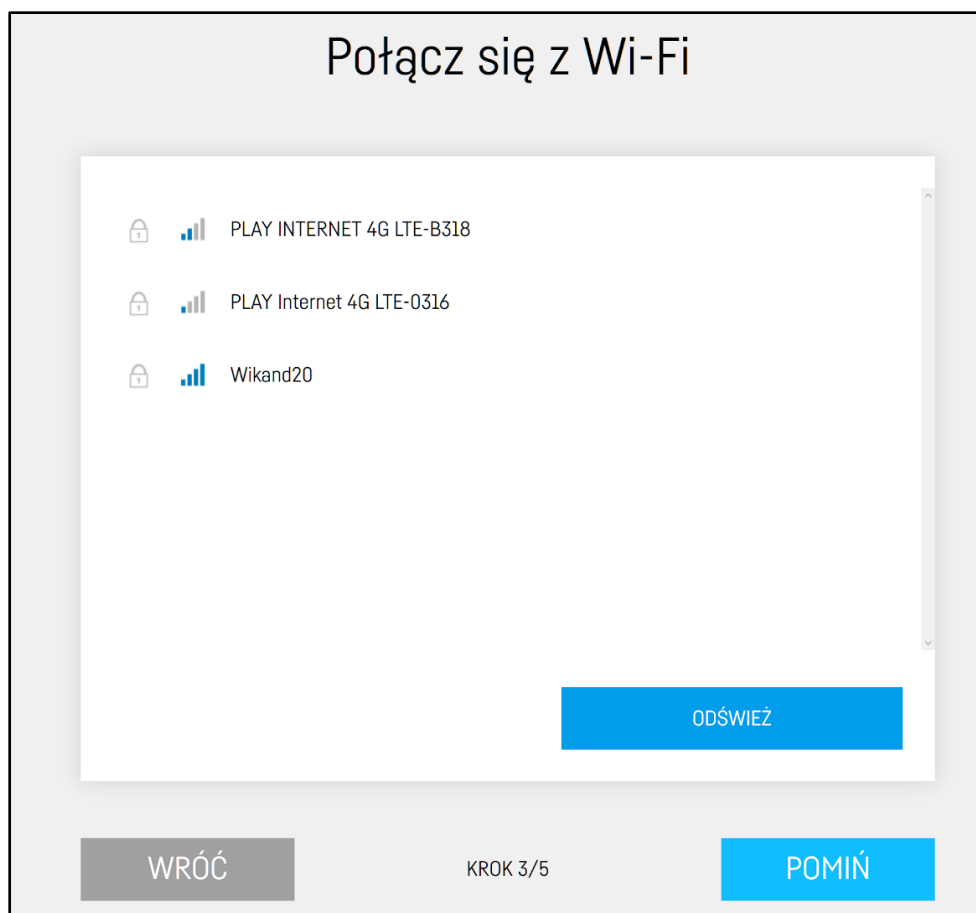 Połącz się z Wi-Fi
PLAY INTERNET 4G LTE-B318
PLAY Internet 4G LTE-0316
Wikand20
ODŚWIEŻ
WRÓĆ
KROK 3/5
POMIŃ